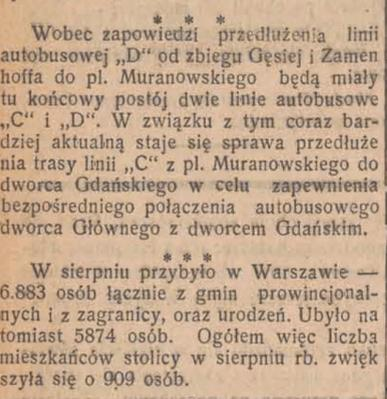 * * *
Wobec zapowiedzi przedłużenia linii
autobusowej „D“ od zbiegu Gęsiej i Zamen
hoffa do pl. Muranowskiego będą miały
tu końcowy postój dwie linie autobusowe
„C“ i „D“. W związku z tym coraz bar-
dziej aktualną staje się sprawa przedłuże
nia trasy linii „C“ z pl. Muranowskiego do
dworca Gdańskiego w celu zapewnienia
bezpośredniego połączenia autobusowego
dworca Głównego z dworcem Gdańskim.
* * *
W sierpniu przybyło w Warszawie —
6.883 osób łącznie z gmin prowincjonal-
nych i z zagranicy, oraz urodzeń. Ubyło na
tomiast 5874 osób. Ogółem więc liczba
mieszkańców stolicy w sierpniu rb. zwięk
szyła się o 909 osób.